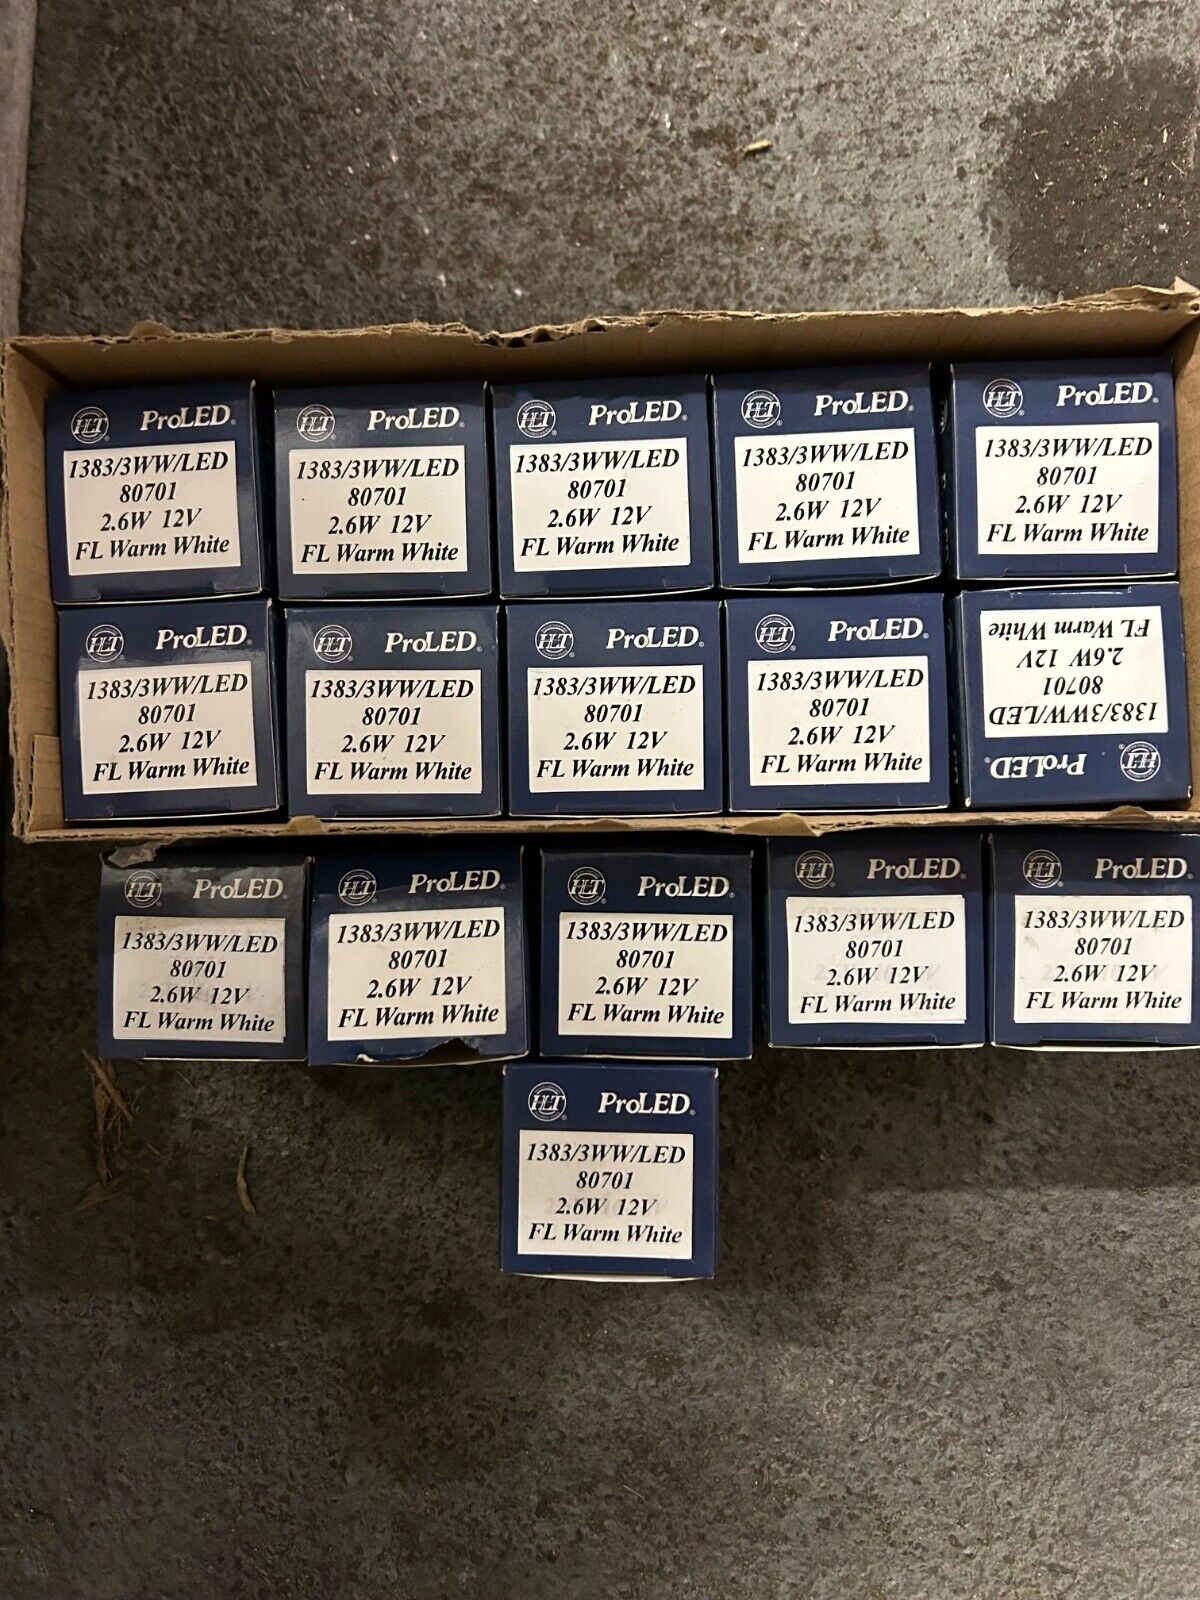 HLT ProLED®
1383/3WW/LED
80701
2.6W 12V
FL Warm White
HLT ProLED®
1383/3WW/LED
80701
2.6W 12V
FL Warm White
HLT ProLED®
1383/3WW/LED
80701
2.6W 12V
FL Warm White
HLT ProLED®
1383/3WW/LED
80701
2.6W 12V
FL Warm White
HLT ProLED®
1383/3WW/LED
80701
2.6W 12V
FL Warm White
HLT ProLED®
1383/3WW/LED
80701
2.6W 12V
FL Warm White
HLT ProLED®
1383/3WW/LED
80701
2.6W 12V
FL Warm White
HLT ProLED®
1383/3WW/LED
80701
2.6W 12V
FL Warm White
HLT ProLED®
1383/3WW/LED
80701
2.6W 12V
FL Warm White
HLT ProLED®
1383/3WW/LED
80701
2.6W 12V
FL Warm White
HLT ProLED®
1383/3WW/LED
80701
2.6W 12V
FL Warm White
HLT ProLED®
1383/3WW/LED
80701
2.6W 12V
FL Warm White
HLT ProLED®
1383/3WW/LED
80701
2.6W 12V
FL Warm White
HLT ProLED®
1383/3WW/LED
80701
2.6W 12V
FL Warm White
HLT ProLED®
1383/3WW/LED
80701
2.6W 12V
FL Warm White
HLT ProLED®
1383/3WW/LED
80701
2.6W 12V
FL Warm White